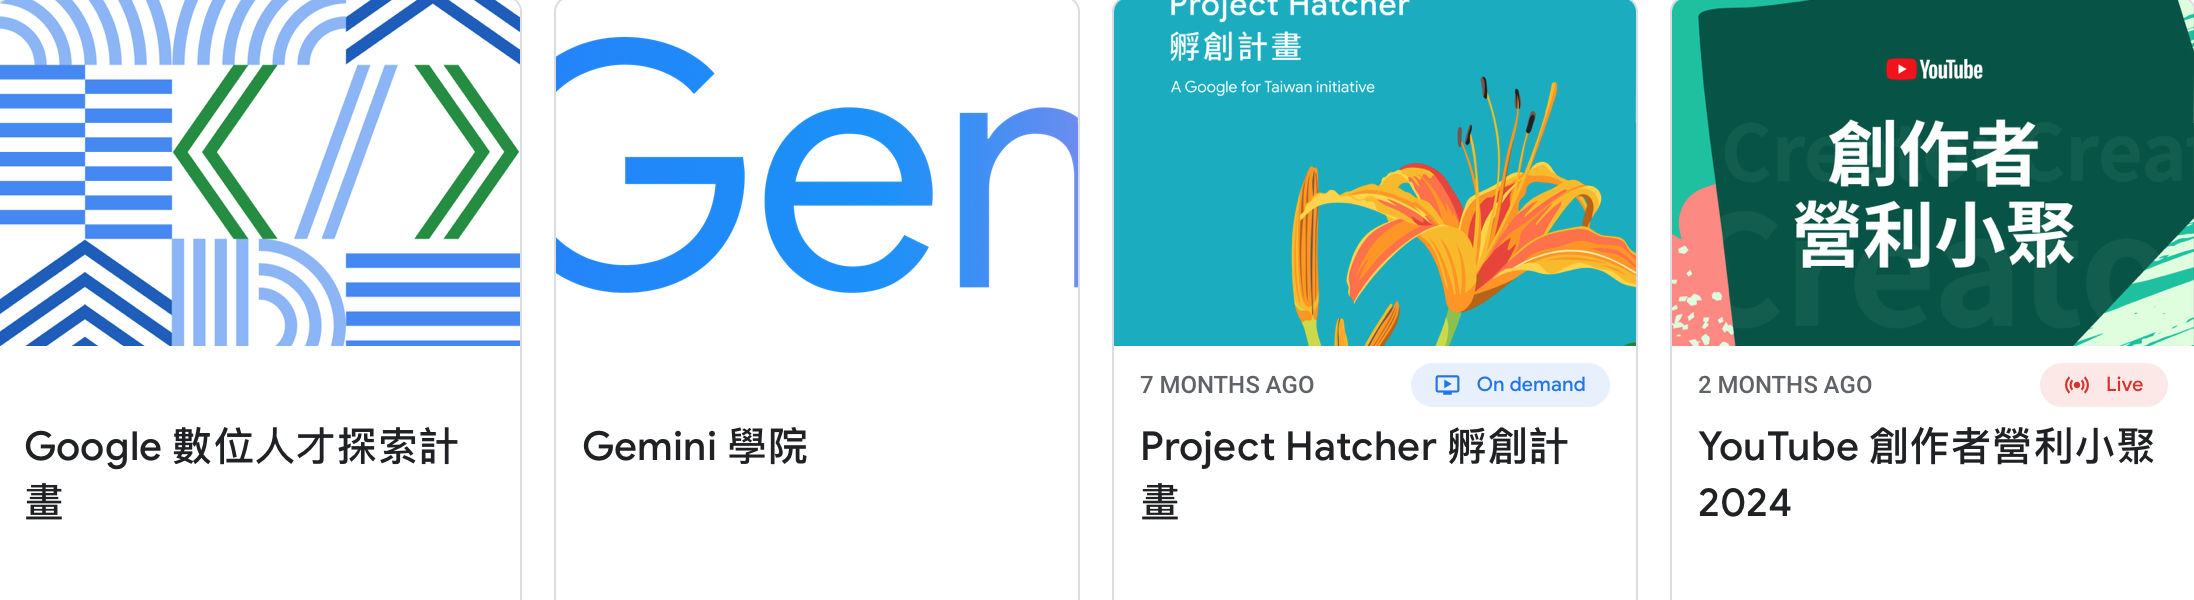 Google 數位人才探索計
畫
Gen
Gemini 學院
Project Hatcher
孵創計畫
A Google for Taiwan initiative
7 MONTHS AGO
On demand
Project Hatcher 孵創計
畫
YouTube
創作者
營利小聚
2 MONTHS AGO
Live
YouTube 創作者營利小聚
2024